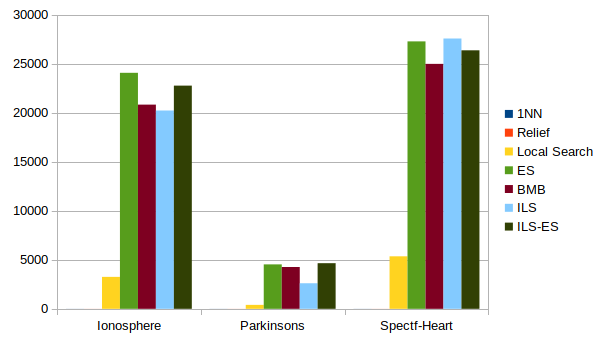 30000
25000
20000
15000
10000
5000
0
Ionosphere
Parkinsons
Spectf-Heart
1NN
Relief
Local Search
ES
BMB
ILS
ILS-ES